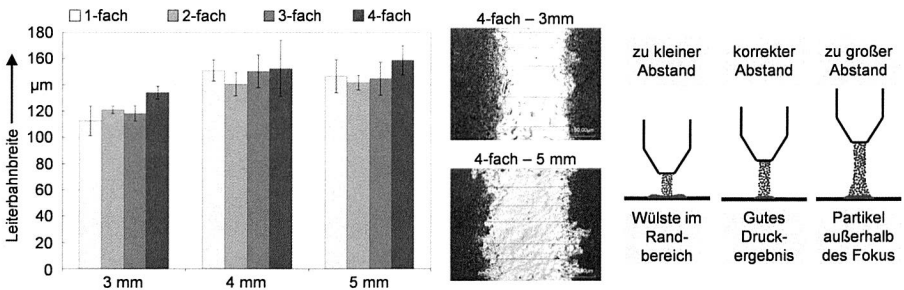 1-fach 2-fach 3-fach 4-fach
Leiterbahnbreite
180
160
µm
120
100
80
60
40
20
0
3 mm 4 mm 5 mm
4-fach – 3mm
4-fach – 5 mm
zu kleiner
Abstand
korrekter
Abstand
zu großer
Abstand
Wülste im
Rand-
bereich
Gutes
Druck-
ergebnis
Partikel
außerhalb
des Fokus